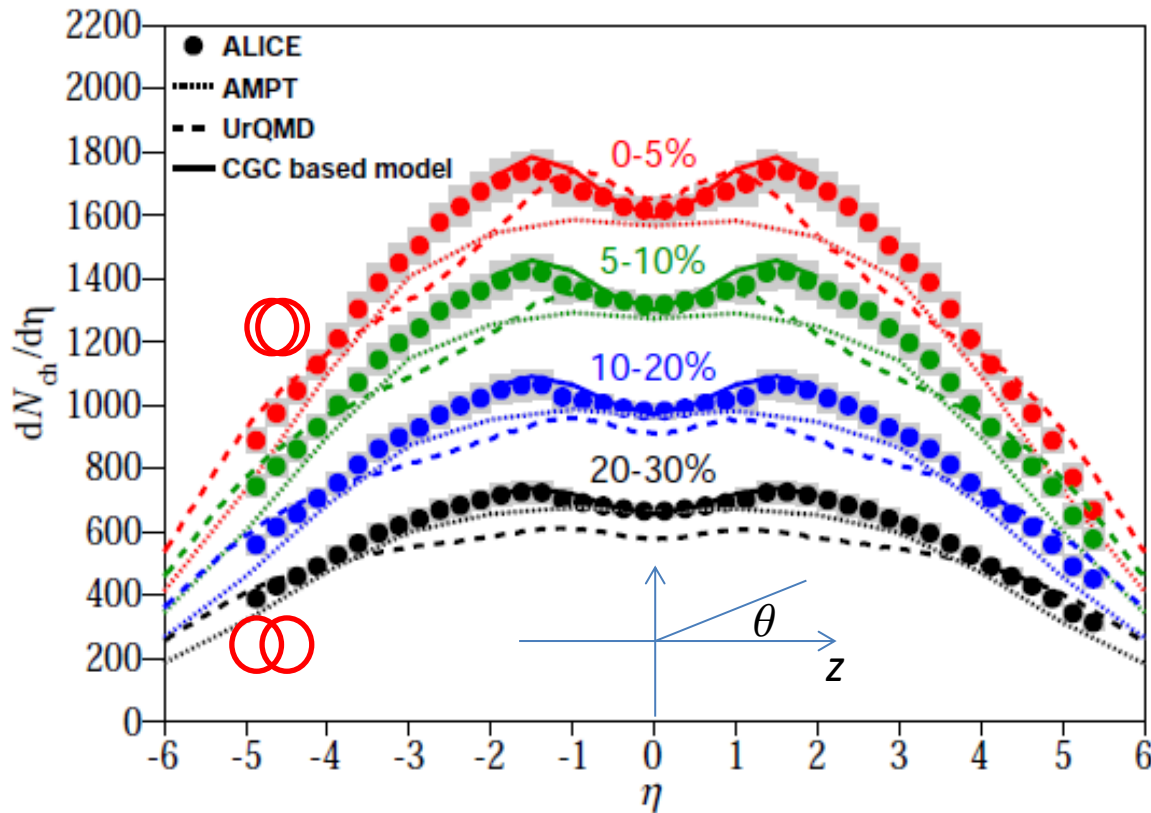 ALICE
AMPT
UrQMD
CGC based model
0-5%
5-10%
10-20%
20-30%
θ
z
dN_ch/dη
2200
2000
1800
1600
1400
1200
1000
800
600
400
200
0
-6 -5 -4 -3 -2 -1 0 1 2 3 4 5 6
η